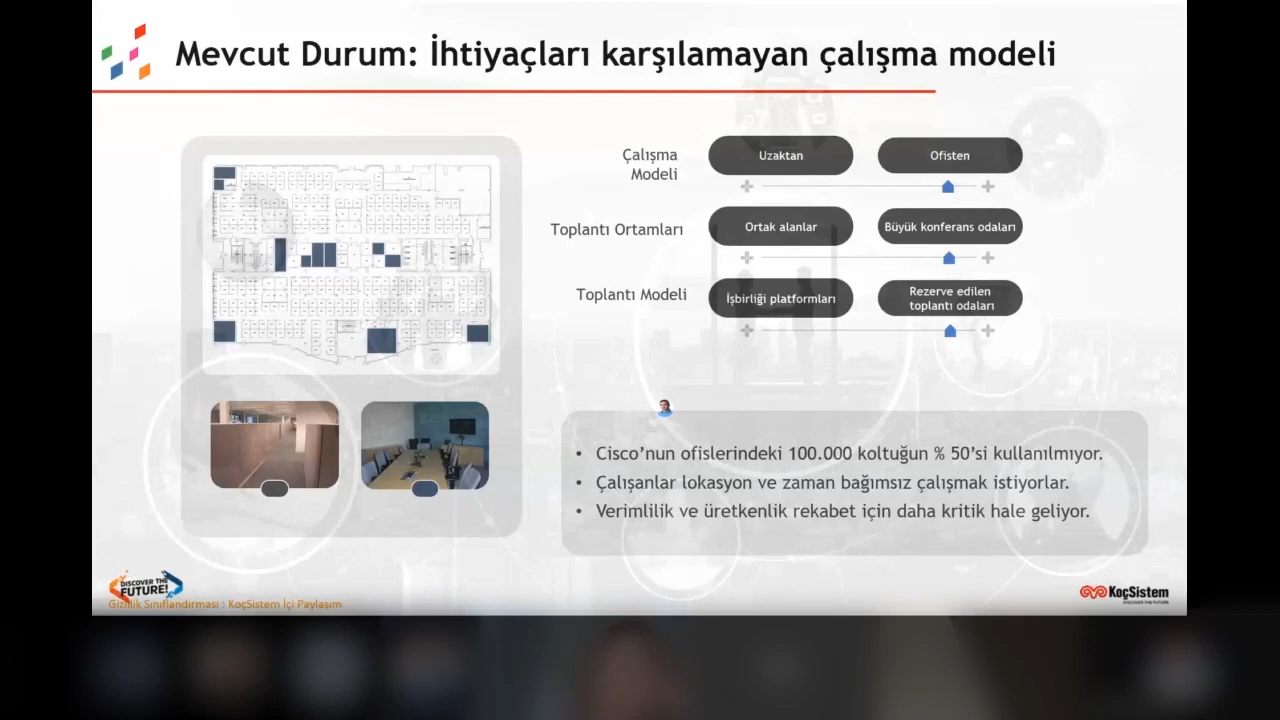 Mevcut Durum: İhtiyaçları karşılamayan çalışma modeli
Çalışma
Modeli
Uzaktan
Ofisten
Toplantı Ortamları
Ortak alanlar
Büyük konferans odaları
Toplantı Modeli
İşbirliği platformları
Rezerve edilen
toplantı odaları
• Cisco’nun ofislerindeki 100.000 koltuğun % 50’si kullanılmıyor.
• Çalışanlar lokasyon ve zaman bağımsız çalışmak istiyorlar.
• Verimlilik ve üretkenlik rekabet için daha kritik hale geliyor.
DISCOVER THE
FUTURE!
Gizlilik Sınıflandırması : KoçSistem İçi Paylaşım
KoçSistem
DISCOVER THE FUTURE